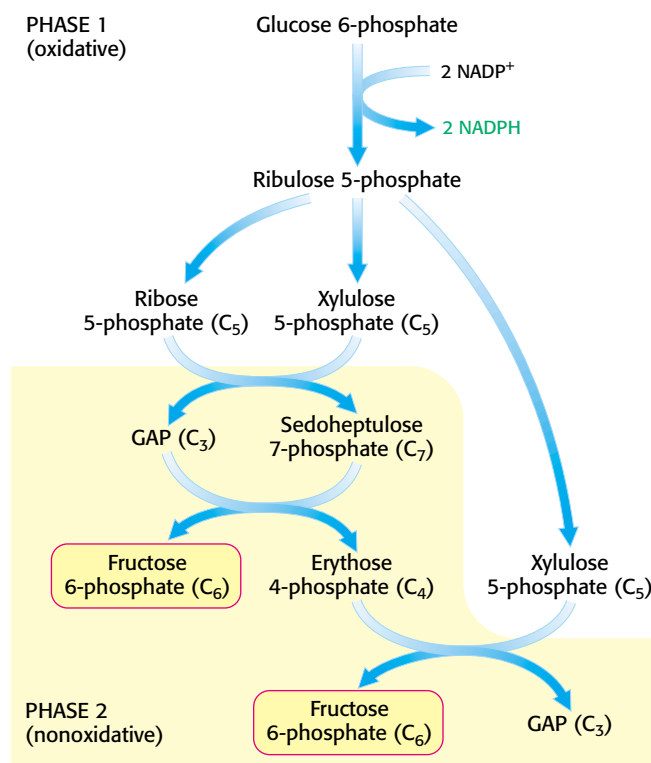 PHASE 1
(oxidative)
Glucose 6-phosphate
2 NADP⁺
2 NADPH
Ribulose 5-phosphate
Ribose
5-phosphate (C₅)
Xylulose
5-phosphate (C₅)
GAP (C₃)
Sedoheptulose
7-phosphate (C₇)
Fructose
6-phosphate (C₆)
Erythose
4-phosphate (C₄)
Xylulose
5-phosphate (C₅)
PHASE 2
(nonoxidative)
Fructose
6-phosphate (C₆)
GAP (C₃)